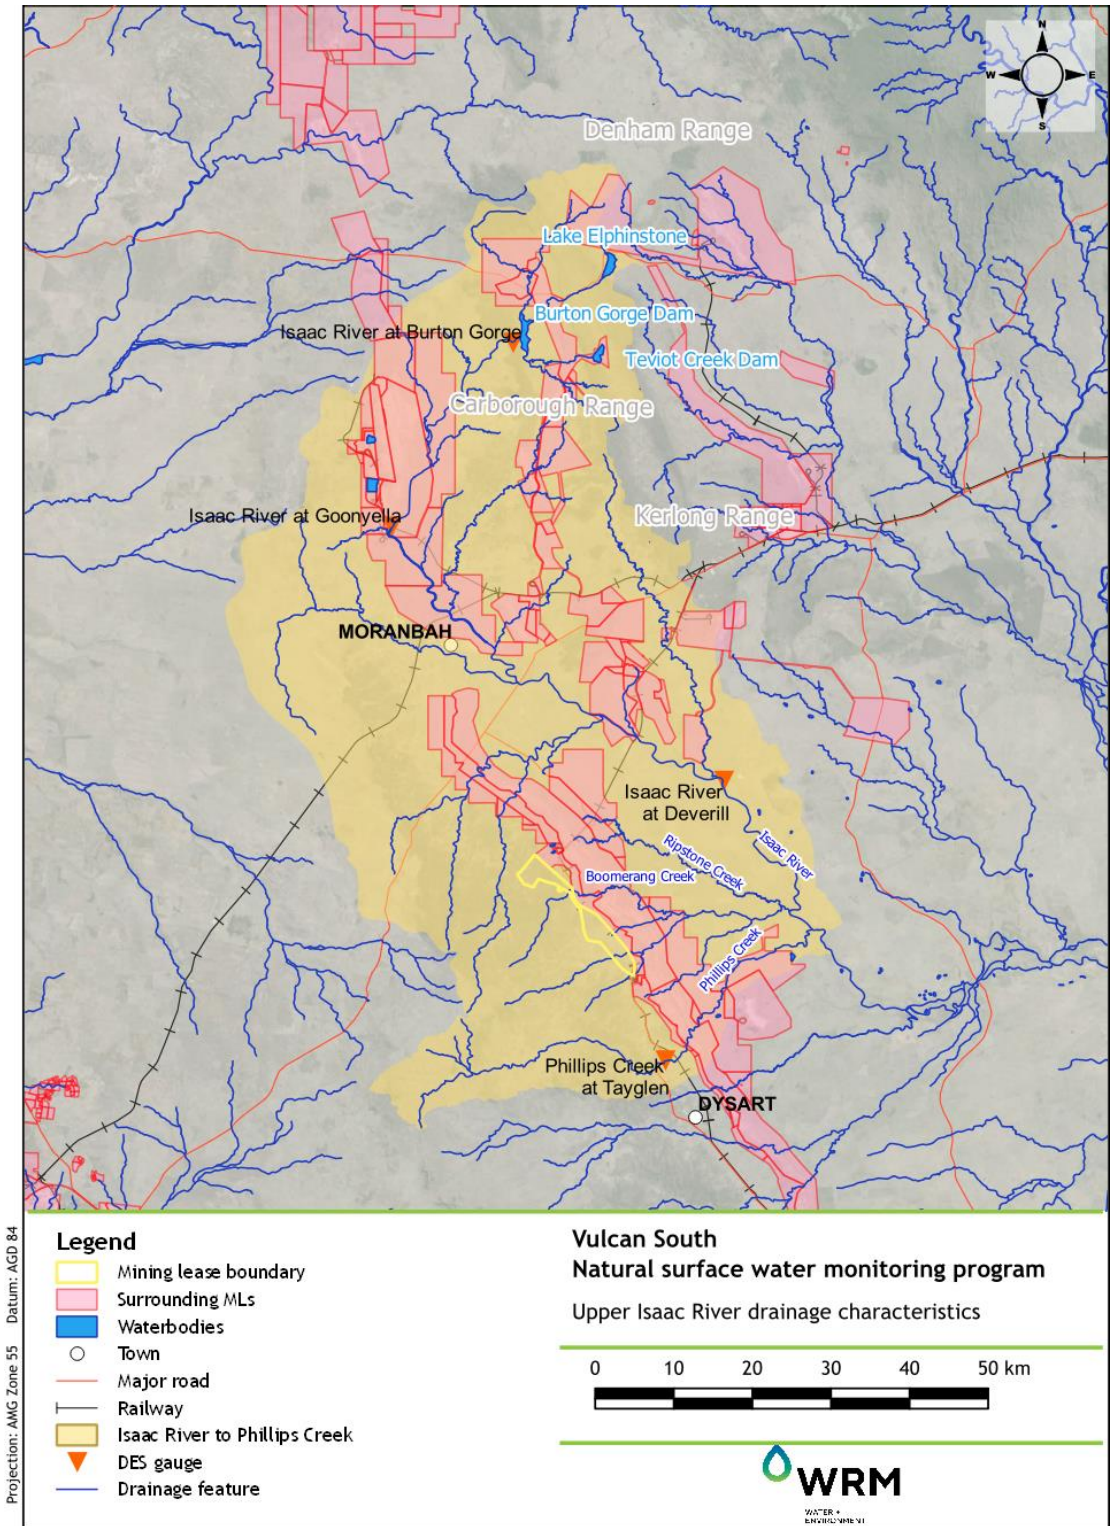 N
W
E
S
Denham Range
Lake Elphinstone
Burton Gorge Dam
Isaac River at Burton Gorge
Teviot Creek Dam
Carborough Range
Isaac River at Goonyella
Kerlong Range
MORANBAH
Isaac River
at Deverill
Isaac River
Ripstone Creek
Boomerang Creek
Phillips Creek
Phillips Creek
at Tayglen
DYSART
Projection: AMG Zone 55 Datum: AGD 84
Legend
Mining lease boundary
Surrounding MLs
Waterbodies
Town
Major road
Railway
Isaac River to Phillips Creek
DES gauge
Drainage feature
Vulcan South
Natural surface water monitoring program
Upper Isaac River drainage characteristics
0 10 20 30 40 50 km
WRM
WATER +
ENVIRONMENT